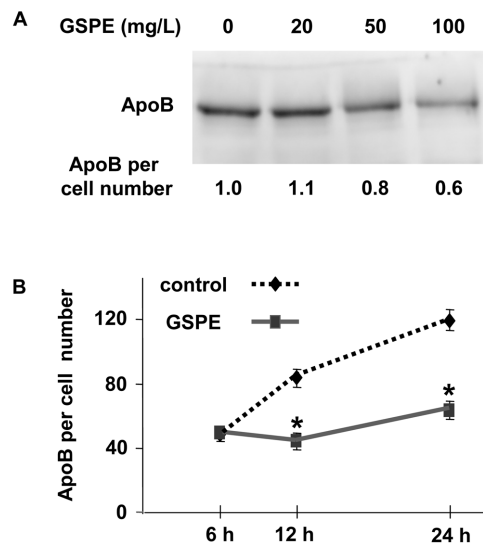 A
GSPE (mg/L) 0 20 50 100
ApoB
ApoB per
cell number 1.0 1.1 0.8 0.6
B
control
GSPE
ApoB per cell number
120
80
40
0
* *
6 h 12 h 24 h